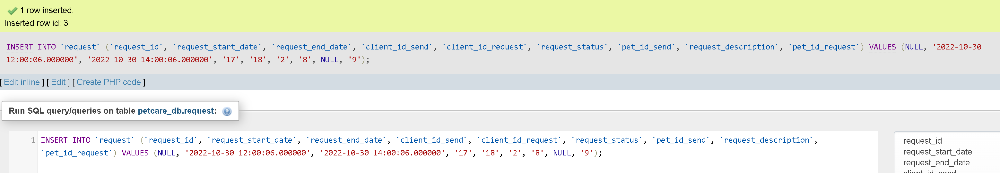 1 row inserted.
Inserted row id: 3
INSERT INTO `request` (`request_id`, `request_start_date`, `request_end_date`, `client_id_send`, `client_id_request`, `request_status`, `pet_id_send`, `request_description`, `pet_id_request`) VALUES (NULL, '2022-10-30
12:00:06.000000', '2022-10-30 14:00:06.000000', '17', '18', '2', '8', NULL, '9');
[ Edit inline ] [ Edit ] [ Create PHP code ]
Run SQL query/queries on table petcare_db.request:
1 INSERT INTO `request` (`request_id`, `request_start_date`, `request_end_date`, `client_id_send`, `client_id_request`, `request_status`, `pet_id_send`, `request_description`,
`pet_id_request`) VALUES (NULL, '2022-10-30 12:00:06.000000', '2022-10-30 14:00:06.000000', '17', '18', '2', '8', NULL, '9');
request_id
request_start_date
request_end_date
client_id_send